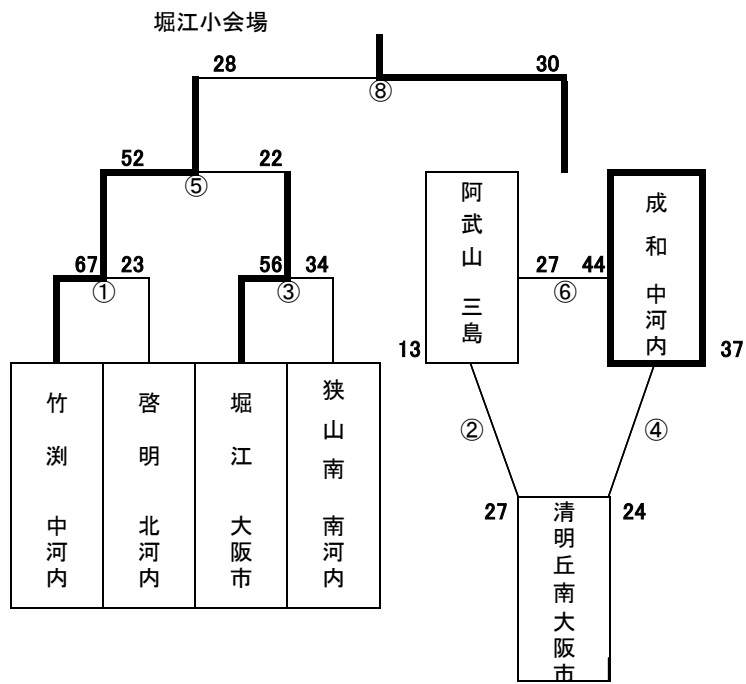 堀江小会場
28
30
⑧
52
22
⑤
67
23
①
56
34
③
阿武山 三島
成和 中河内
27
44
⑥
13
37
②
④
竹渕 中河内
啓明 北河内
堀江 大阪市
狭山南 南河内
27
24
清明丘南大阪市